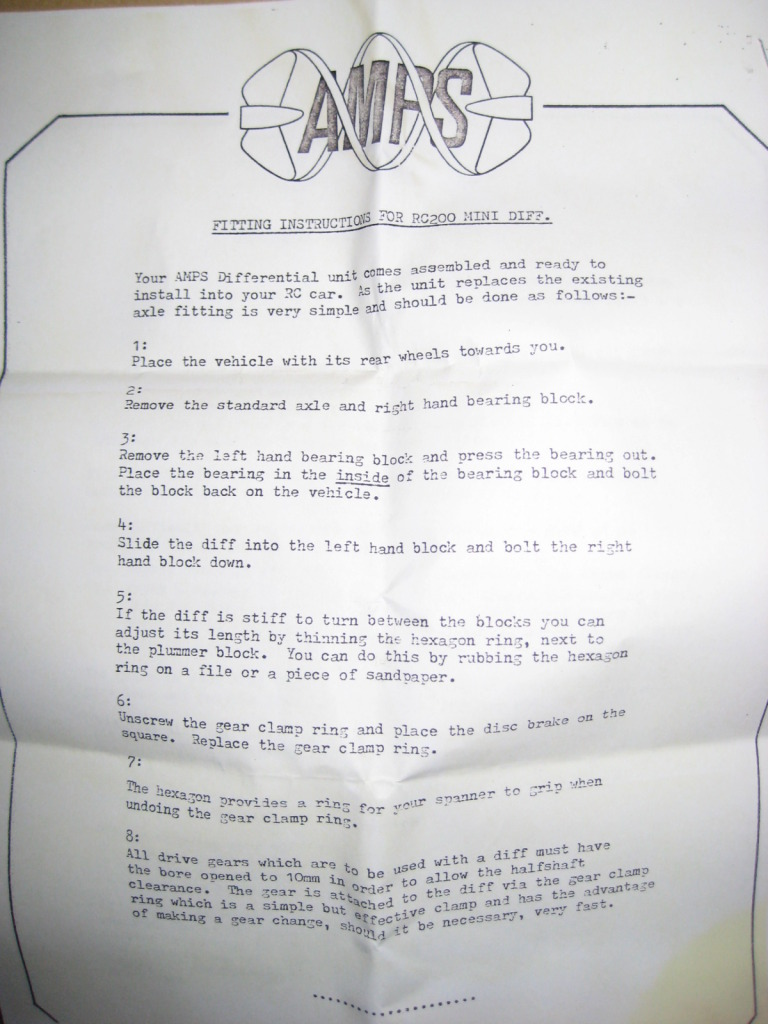 AMPS
FITTING INSTRUCTIONS FOR RC200 MINI DIFF.
Your AMPS Differential unit comes assembled and ready to
install into your RC car. As the unit replaces the existing
axle fitting is very simple and should be done as follows:-
1:
Place the vehicle with its rear wheels towards you.
2:
Remove the standard axle and right hand bearing block.
3:
Remove the left hand bearing block and press the bearing out.
Place the bearing in the inside of the bearing block and bolt
the block back on the vehicle.
4:
Slide the diff into the left hand block and bolt the right
hand block down.
5:
If the diff is stiff to turn between the blocks you can
adjust its length by thinning the hexagon ring, next to
the plummer block. You can do this by rubbing the hexagon
ring on a file or a piece of sandpaper.
6:
Unscrew the gear clamp ring and place the disc brake on the
square. Replace the gear clamp ring.
7:
The hexagon provides a ring for your spanner to grip when
undoing the gear clamp ring.
8:
All drive gears which are to be used with a diff must have
the bore opened to 10mm in order to allow the halfshaft
clearance. The gear is attached to the diff via the gear clamp
ring which is a simple but effective clamp and has the advantage
of making a gear change, should it be necessary, very fast.